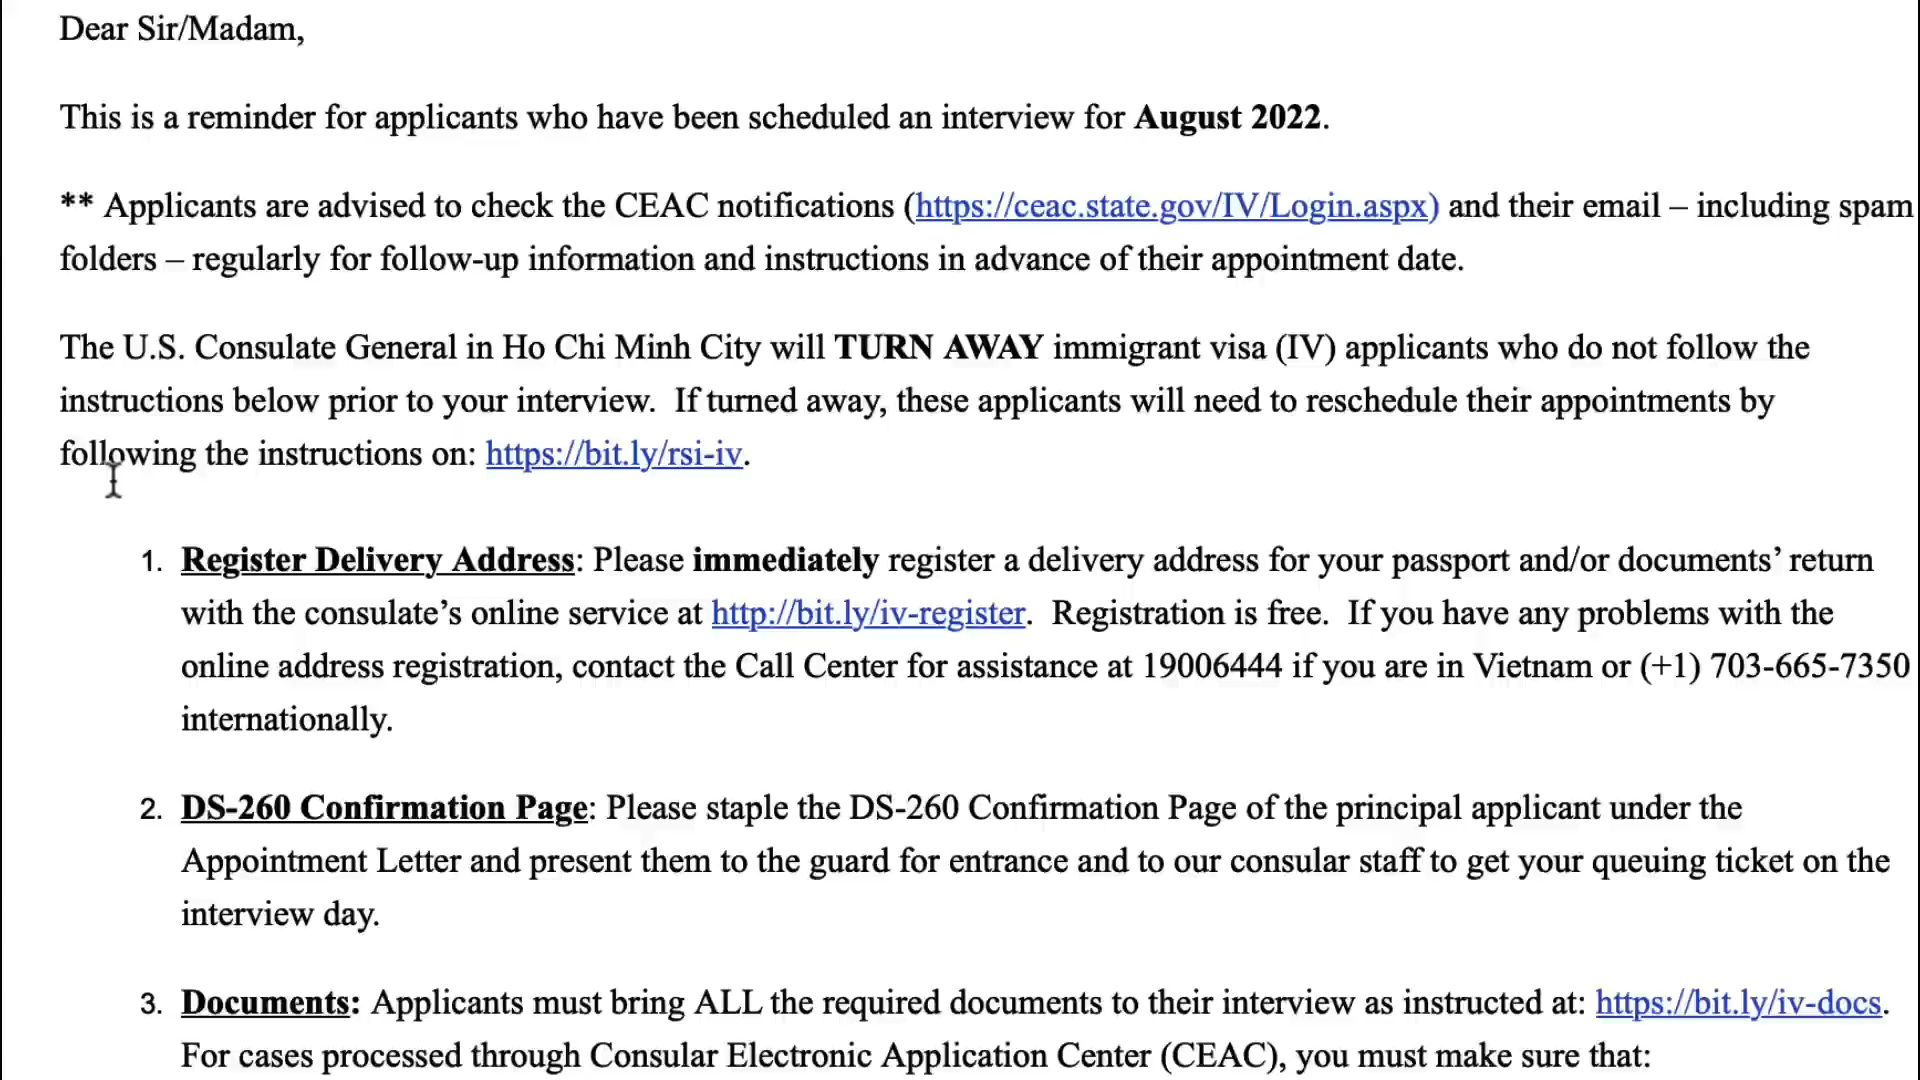 Dear Sir/Madam,
This is a reminder for applicants who have been scheduled an interview for August 2022.
** Applicants are advised to check the CEAC notifications (https://ceac.state.gov/IV/Login.aspx) and their email – including spam
folders – regularly for follow-up information and instructions in advance of their appointment date.
The U.S. Consulate General in Ho Chi Minh City will TURN AWAY immigrant visa (IV) applicants who do not follow the
instructions below prior to your interview.  If turned away, these applicants will need to reschedule their appointments by
following the instructions on: https://bit.ly/rsi-iv.
1. Register Delivery Address: Please immediately register a delivery address for your passport and/or documents’ return
with the consulate’s online service at http://bit.ly/iv-register.  Registration is free.  If you have any problems with the
online address registration, contact the Call Center for assistance at 19006444 if you are in Vietnam or (+1) 703-665-7350
internationally.
2. DS-260 Confirmation Page: Please staple the DS-260 Confirmation Page of the principal applicant under the
Appointment Letter and present them to the guard for entrance and to our consular staff to get your queuing ticket on the
interview day.
3. Documents: Applicants must bring ALL the required documents to their interview as instructed at: https://bit.ly/iv-docs.
For cases processed through Consular Electronic Application Center (CEAC), you must make sure that: